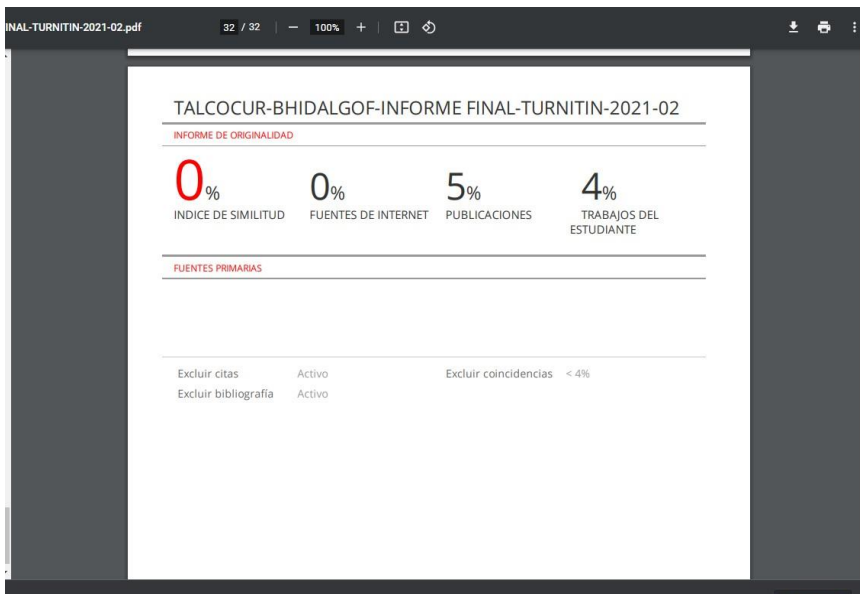 INAL-TURNITIN-2021-02.pdf 32 / 32 | — 100% + |
TALCOCUR-BHIDALGOF-INFORME FINAL-TURNITIN-2021-02
INFORME DE ORIGINALIDAD
0% 0% 5% 4%
INDICE DE SIMILITUD FUENTES DE INTERNET PUBLICACIONES TRABAJOS DEL
ESTUDIANTE
FUENTES PRIMARIAS
Excluir citas Activo Excluir coincidencias < 4%
Excluir bibliografía Activo